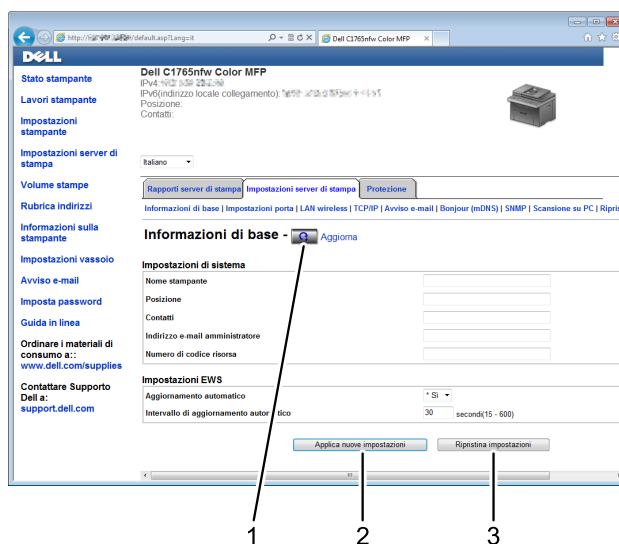 http:// /default.asp?Lang=it
Dell C1765nfw Color MFP
DELL
Stato stampante
Lavori stampante
Impostazioni
stampante
Impostazioni server di
stampa
Volume stampe
Rubrica indirizzi
Informazioni sulla
stampante
Impostazioni vassoio
Avviso e-mail
Imposta password
Guida in linea
Ordinare i materiali di
consumo a::
www.dell.com/supplies
Contattare Supporto
Dell a:
support.dell.com
Dell C1765nfw Color MFP
IPv4:
IPv6(indirizzo locale collegamento):
Posizione:
Contatti:
Italiano
Rapporti server di stampa Impostazioni server di stampa Protezione
Informazioni di base | Impostazioni porta | LAN wireless | TCP/IP | Avviso e-mail | Bonjour (mDNS) | SNMP | Scansione su PC | Ripris
Informazioni di base - Aggiorna
Impostazioni di sistema
Nome stampante
Posizione
Contatti
Indirizzo e-mail amministratore
Numero di codice risorsa
Impostazioni EWS
Aggiornamento automatico * Sì
Intervallo di aggiornamento automatico 30 secondi(15 - 600)
Applica nuove impostazioni Ripristina impostazioni
1 2 3